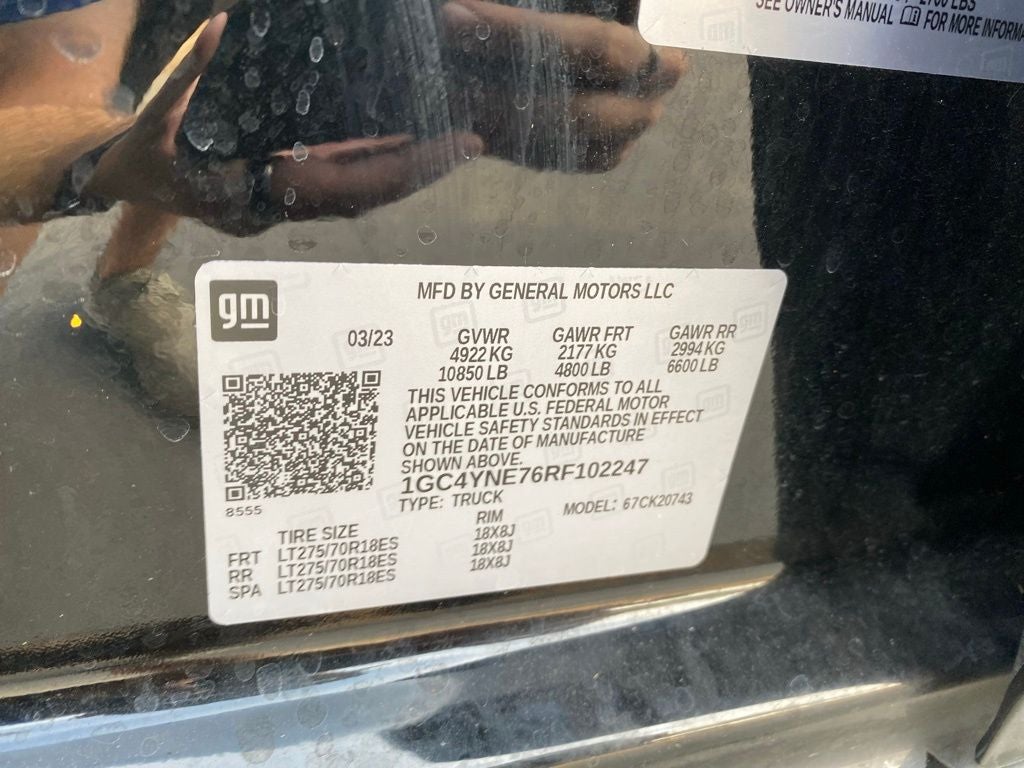 2700 LBS
SEE OWNER'S MANUAL FOR MORE
gm
MFD BY GENERAL MOTORS LLC
03/23 GVWR GAWR FRT GAWR RR
4922 KG 2177 KG 2994 KG
10850 LB 4800 LB 6600 LB
THIS VEHICLE CONFORMS TO ALL
APPLICABLE U.S. FEDERAL MOTOR
VEHICLE SAFETY STANDARDS IN EFFECT
ON THE DATE OF MANUFACTURE
SHOWN ABOVE.
1GC4YNE76RF102247
TYPE: TRUCK MODEL: 67CK20743
8555
TIRE SIZE RIM
FRT LT275/70R18ES 18X8J
RR LT275/70R18ES 18X8J
SPA LT275/70R18ES 18X8J